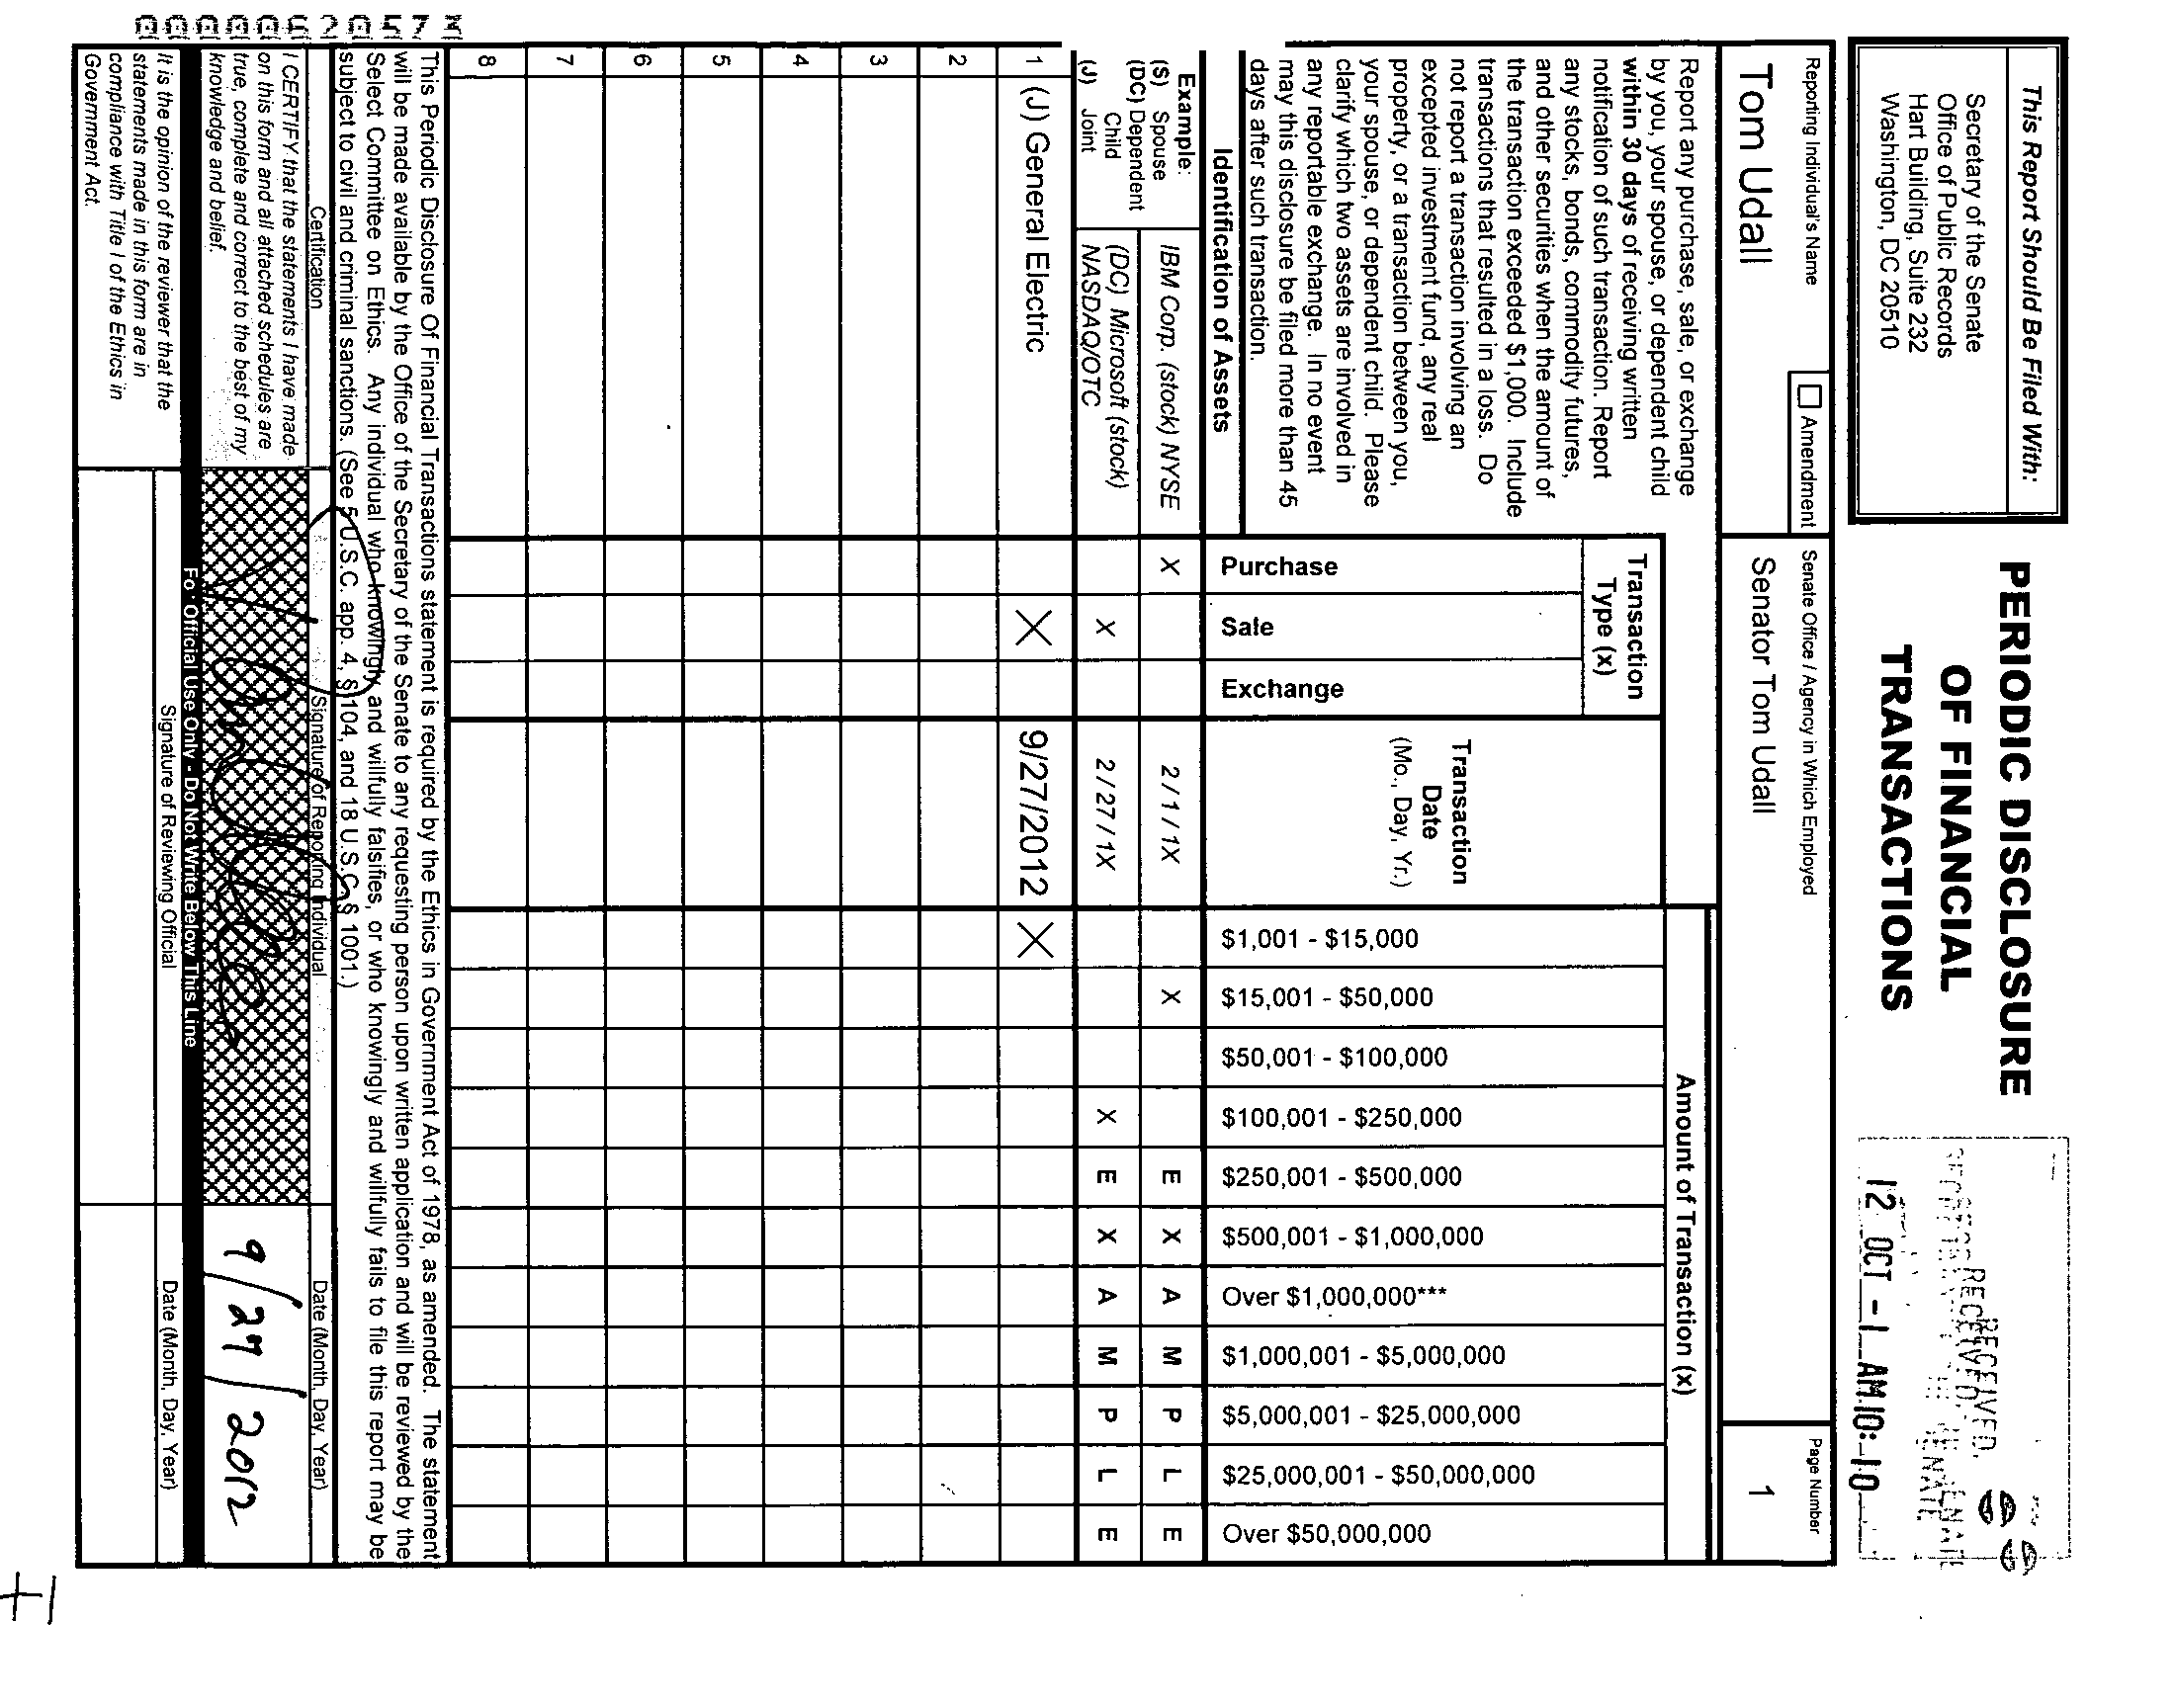 This Report Should Be Filed With:
Secretary of the Senate
Office of Public Records
Hart Building, Suite 232
Washington, DC 20510
PERIODIC DISCLOSURE
OF FINANCIAL
TRANSACTIONS
RECEIVED
12 OCT -1 AM 10: 10
Reporting Individual's Name
Amendment
Senate Office / Agency in Which Employed
Page Number
Tom Udall
Senator Tom Udall
1
Report any purchase, sale, or exchange
by you, your spouse, or dependent child
within 30 days of receiving written
notification of such transaction. Report
any stocks, bonds, commodity futures,
and other securities when the amount of
the transaction exceeded $1,000. Include
transactions that resulted in a loss. Do
not report a transaction involving an
excepted investment fund, any real
property, or a transaction between you,
your spouse, or dependent child. Please
clarify which two assets are involved in
any reportable exchange. In no event
may this disclosure be filed more than 45
days after such transaction.
Identification of Assets
Transaction
Type (x)
Purchase
Sale
Exchange
Transaction
Date
(Mo., Day, Yr.)
Amount of Transaction (x)
$1,001 - $15,000
$15,001 - $50,000
$50,001 - $100,000
$100,001 - $250,000
$250,001 - $500,000
$500,001 - $1,000,000
Over $1,000,000***
$1,000,001 - $5,000,000
$5,000,001 - $25,000,000
$25,000,001 - $50,000,000
Over $50,000,000
Example:
(S) Spouse
(DC) Dependent
Child
(J) Joint
IBM Corp. (stock) NYSE X 2 / 1 / 1X X E X A M P L E
(DC) Microsoft (stock)
NASDAQ/OTC X 2 / 27 / 1X X E X A M P L E
1 (J) General Electric X 9/27/2012 X
2
3
4
5
6
7
8
This Periodic Disclosure Of Financial Transactions statement is required by the Ethics in Government Act of 1978, as amended. The statement
will be made available by the Office of the Secretary of the Senate to any requesting person upon written application and will be reviewed by the
Select Committee on Ethics. Any individual who knowingly and willfully falsifies, or who knowingly and willfully fails to file this report may be
subject to civil and criminal sanctions. (See 5 U.S.C. app. 4, § 104, and 18 U.S.C. § 1001.)
Certification
Signature of Reporting Individual
Date (Month, Day, Year)
I CERTIFY that the statements I have made
on this form and all attached schedules are
true, complete and correct to the best of my
knowledge and belief.
9/27/2012
For Official Use Only - Do Not Write Below This Line
It is the opinion of the reviewer that the
statements made in this form are in
compliance with Title I of the Ethics in
Government Act.
Signature of Reviewing Official
Date (Month, Day, Year)